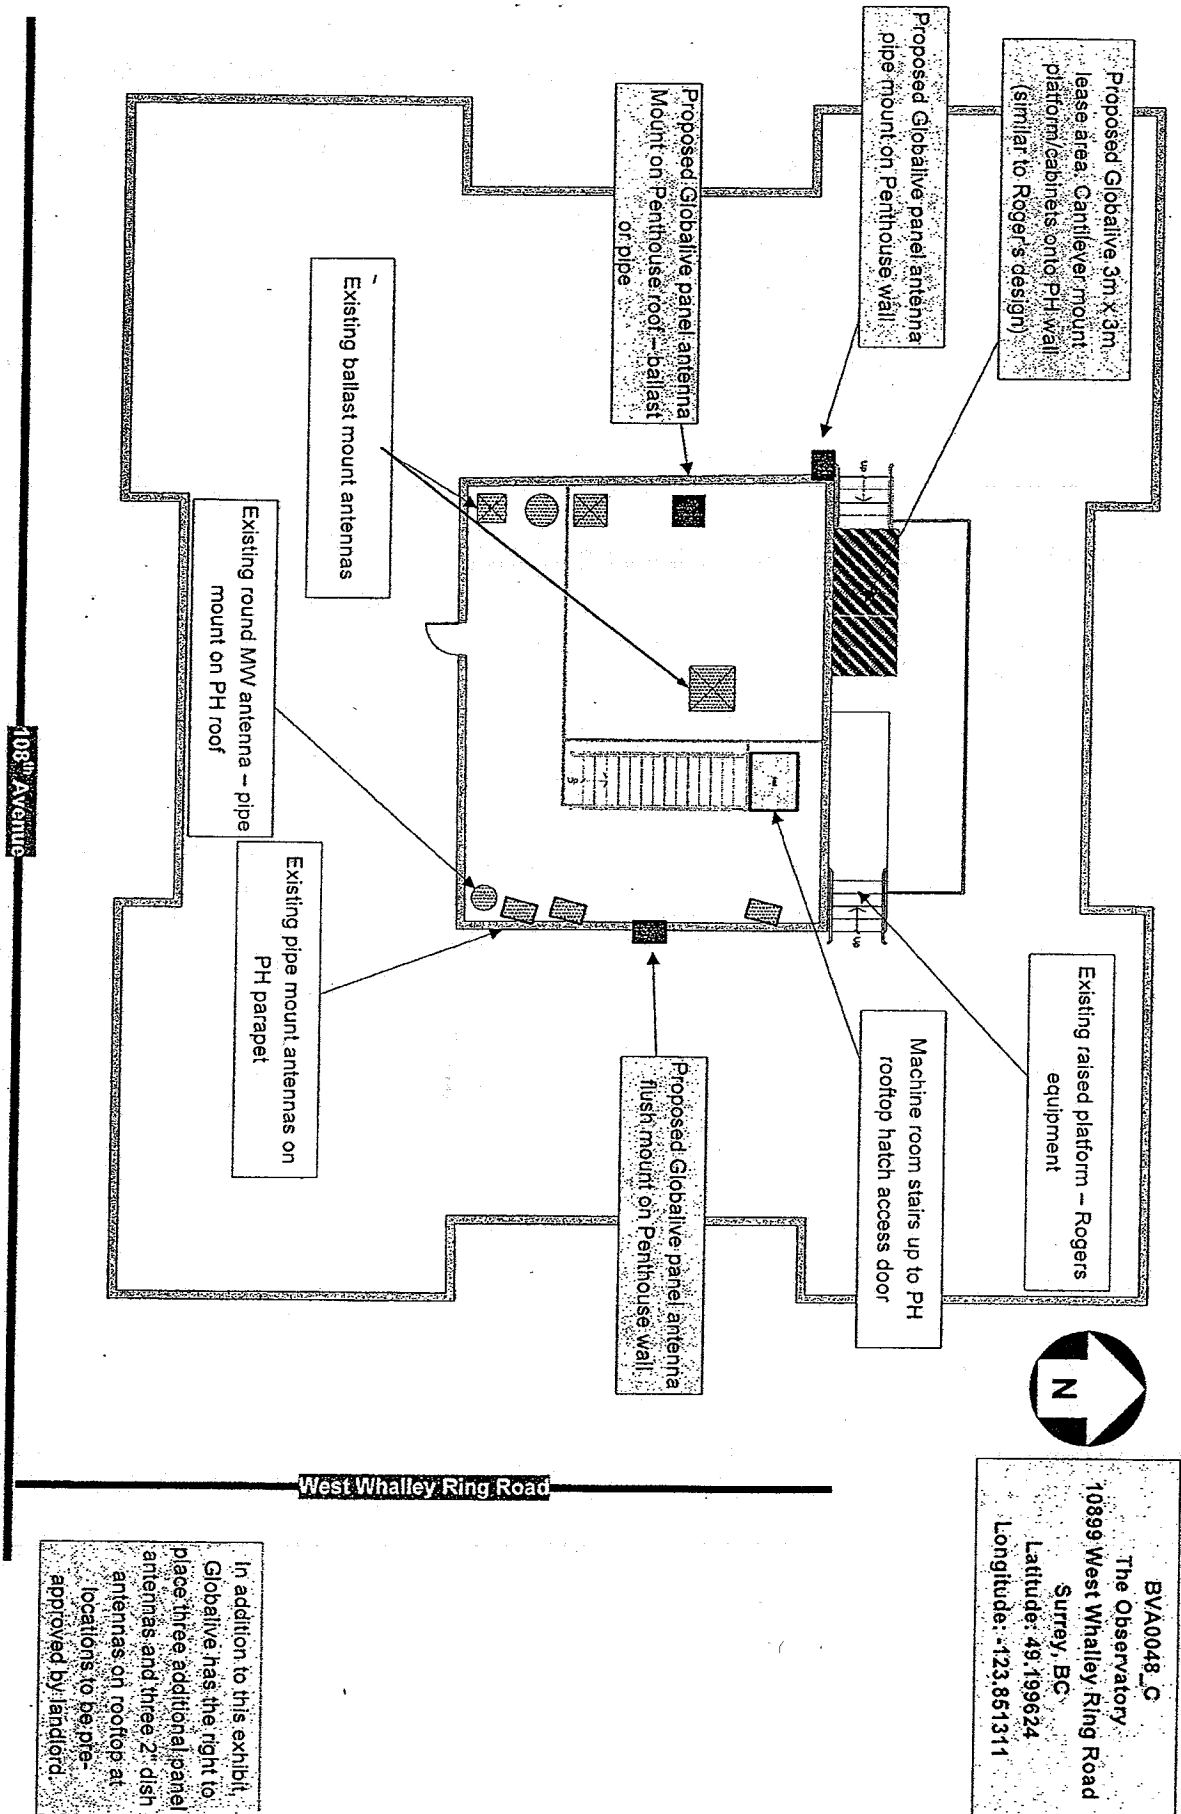 BVA0048_C
The Observatory
10899 West Whalley Ring Road
Surrey, BC
Latitude: 49.199624
Longitude: -123.851311
N
Proposed Globalive 3m x 3m
lease area. Cantilever mount
platform/cabinets onto PH wall
(similar to Roger's design)
Proposed Globalive panel antenna
pipe mount on Penthouse wall
Proposed Globalive panel antenna
Mount on Penthouse roof – ballast
or pipe
Existing ballast mount antennas
Existing raised platform – Rogers
equipment
Machine room stairs up to PH
rooftop hatch access door
Proposed Globalive panel antenna
flush mount on Penthouse wall
Existing round MW antenna – pipe
mount on PH roof
Existing pipe mount antennas on
PH parapet
West Whalley Ring Road
108th Avenue
In addition to this exhibit,
Globalive has the right to
place three additional panel
antennas and three 2" dish
antennas on rooftop at
locations to be pre-
approved by landlord.